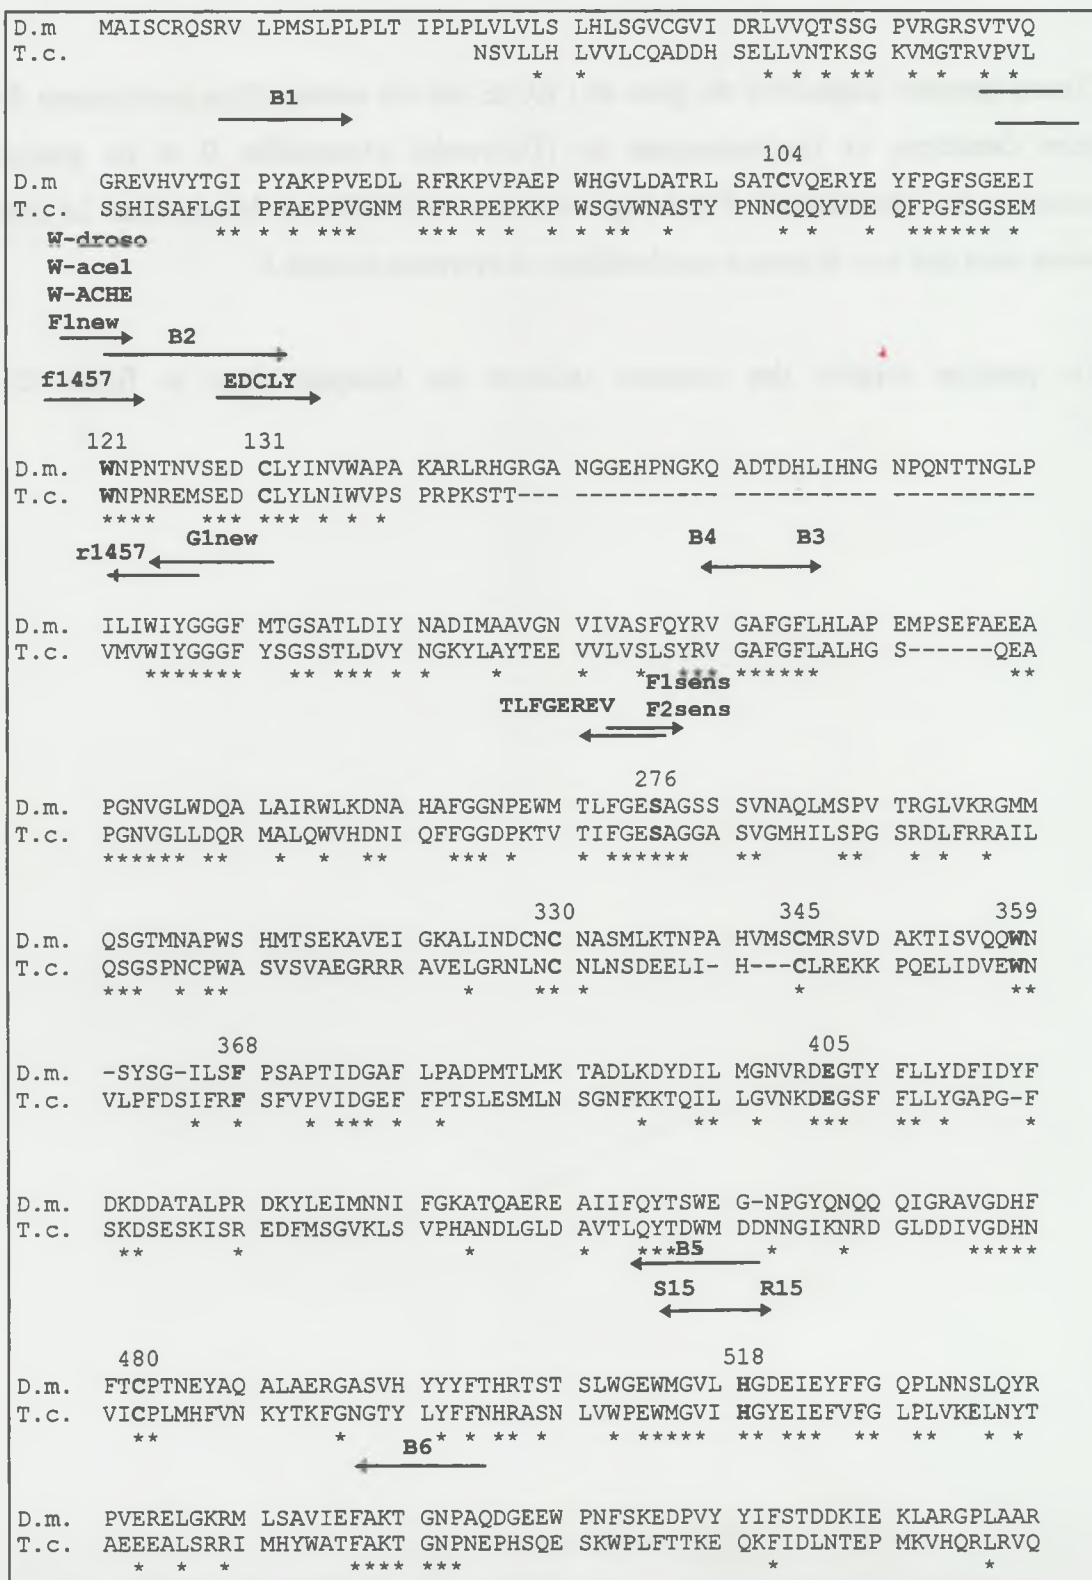 D.m MAISCRQSRV LPMSLPLPLT IPLPLVLVLS LHLSGVCGVI DRLVVQTSSG PVRGRSVTVQ
T.c. NSVLLH LVVLCQADDH SELLVNTKSG KVMGTRVPVL
* * * * * ** * * * *
B1
104
D.m GREVHVYTGI PYAKPPVEDL RFRKPVPAEP WHGVLDATRL SATCVQERYE YFPGFSGEEI
T.c. SSHISAFLGI PFAEPPVGNM RFRRPEPKKP WSGVWNASTY PNNCQQYVDE QFPGFSGSEM
** * * *** *** * * * * ** * * * * ****** *
W-droso
W-ace1
W-ACHE
F1new
B2
f1457 EDCLY
121 131
D.m. WNPNTNVSED CLYINVWAPA KARLRHGRGA NGGEHPNGKQ ADTDHLIHNG NPQNTTNGLP
T.c. WNPNREMSED CLYLNIWVPS PRPKSTT--- ---------- ---------- ----------
**** *** *** * * *
r1457 G1new B4 B3
D.m. ILIWIYGGGF MTGSATLDIY NADIMAAVGN VIVASFQYRV GAFGFLHLAP EMPSEFAEEA
T.c. VMVWIYGGGF YSGSSTLDVY NGKYLAYTEE VVLVSLSYRV GAFGFLALHG S------QEA
******* ** *** * * * * * *** ****** **
F1sens
TLFGEREV F2sens
276
D.m. PGNVGLWDQA LAIRWLKDNA HAFGGNPEWM TLFGESAGSS SVNAQLMSPV TRGLVKRGMM
T.c. PGNVGLLDQR MALQWVHDNI QFFGGDPKTV TIFGESAGGA SVGMHILSPG SRDLFRRAIL
****** ** * * ** *** * * ****** ** ** * * *
330 345 359
D.m. QSGTMNAPWS HMTSEKAVEI GKALINDCNC NASMLKTNPA HVMSCMRSVD AKTISVQQWN
T.c. QSGSPNCPWA SVSVAEGRRR AVELGRNLNC NLNSDEELI- H---CLREKK PQELIDVEWN
*** * ** * ** * * **
368 405
D.m. -SYSG-ILSF PSAPTIDGAF LPADPMTLMK TADLKDYDIL MGNVRDEGTY FLLYDFIDYF
T.c. VLPFDSIFRF SFVPVIDGEF FPTSLESMLN SGNFKKTQIL LGVNKDEGSF FLLYGAPG-F
* * * *** * * * ** * *** ** * *
D.m. DKDDATALPR DKYLEIMNNI FGKATQAERE AIIFQYTSWE G-NPGYQNQQ QIGRAVGDHF
T.c. SKDSESKISR EDFMSGVKLS VPHANDLGLD AVTLQYTDWM DDNNGIKNRD GLDDIVGDHN
** * * * *** * * *****
B5
S15 R15
480 518
D.m. FTCPTNEYAQ ALAERGASVH YYYFTHRTST SLWGEWMGVL HGDEIEYFFG QPLNNSLQYR
T.c. VICPLMHFVN KYTKFGNGTY LYFFNHRASN LVWPEWMGVI HGYEIEFVFG LPLVKELNYT
** * * * ** * * ***** ** *** ** ** * *
B6
D.m. PVERELGKRM LSAVIEFAKT GNPAQDGEEW PNFSKEDPVY YIFSTDDKIE KLARGPLAAR
T.c. AEEEALSRRI MHYWATFAKT GNPNEPHSQE SKWPLFTTKE QKFIDLNTEP MKVHQRLRVQ
* * * **** *** * *